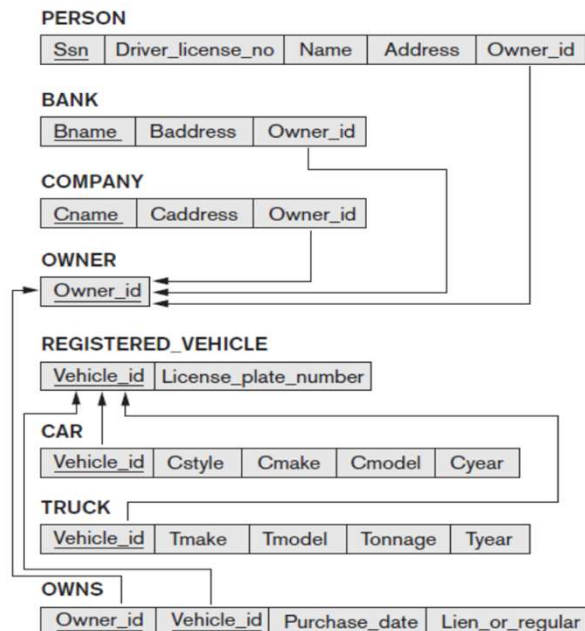 PERSON
Ssn Driver_license_no Name Address Owner_id
BANK
Bname Baddress Owner_id
COMPANY
Cname Caddress Owner_id
OWNER
Owner_id
REGISTERED_VEHICLE
Vehicle_id License_plate_number
CAR
Vehicle_id Cstyle Cmake Cmodel Cyear
TRUCK
Vehicle_id Tmake Tmodel Tonnage Tyear
OWNS
Owner_id Vehicle_id Purchase_date Lien_or_regular